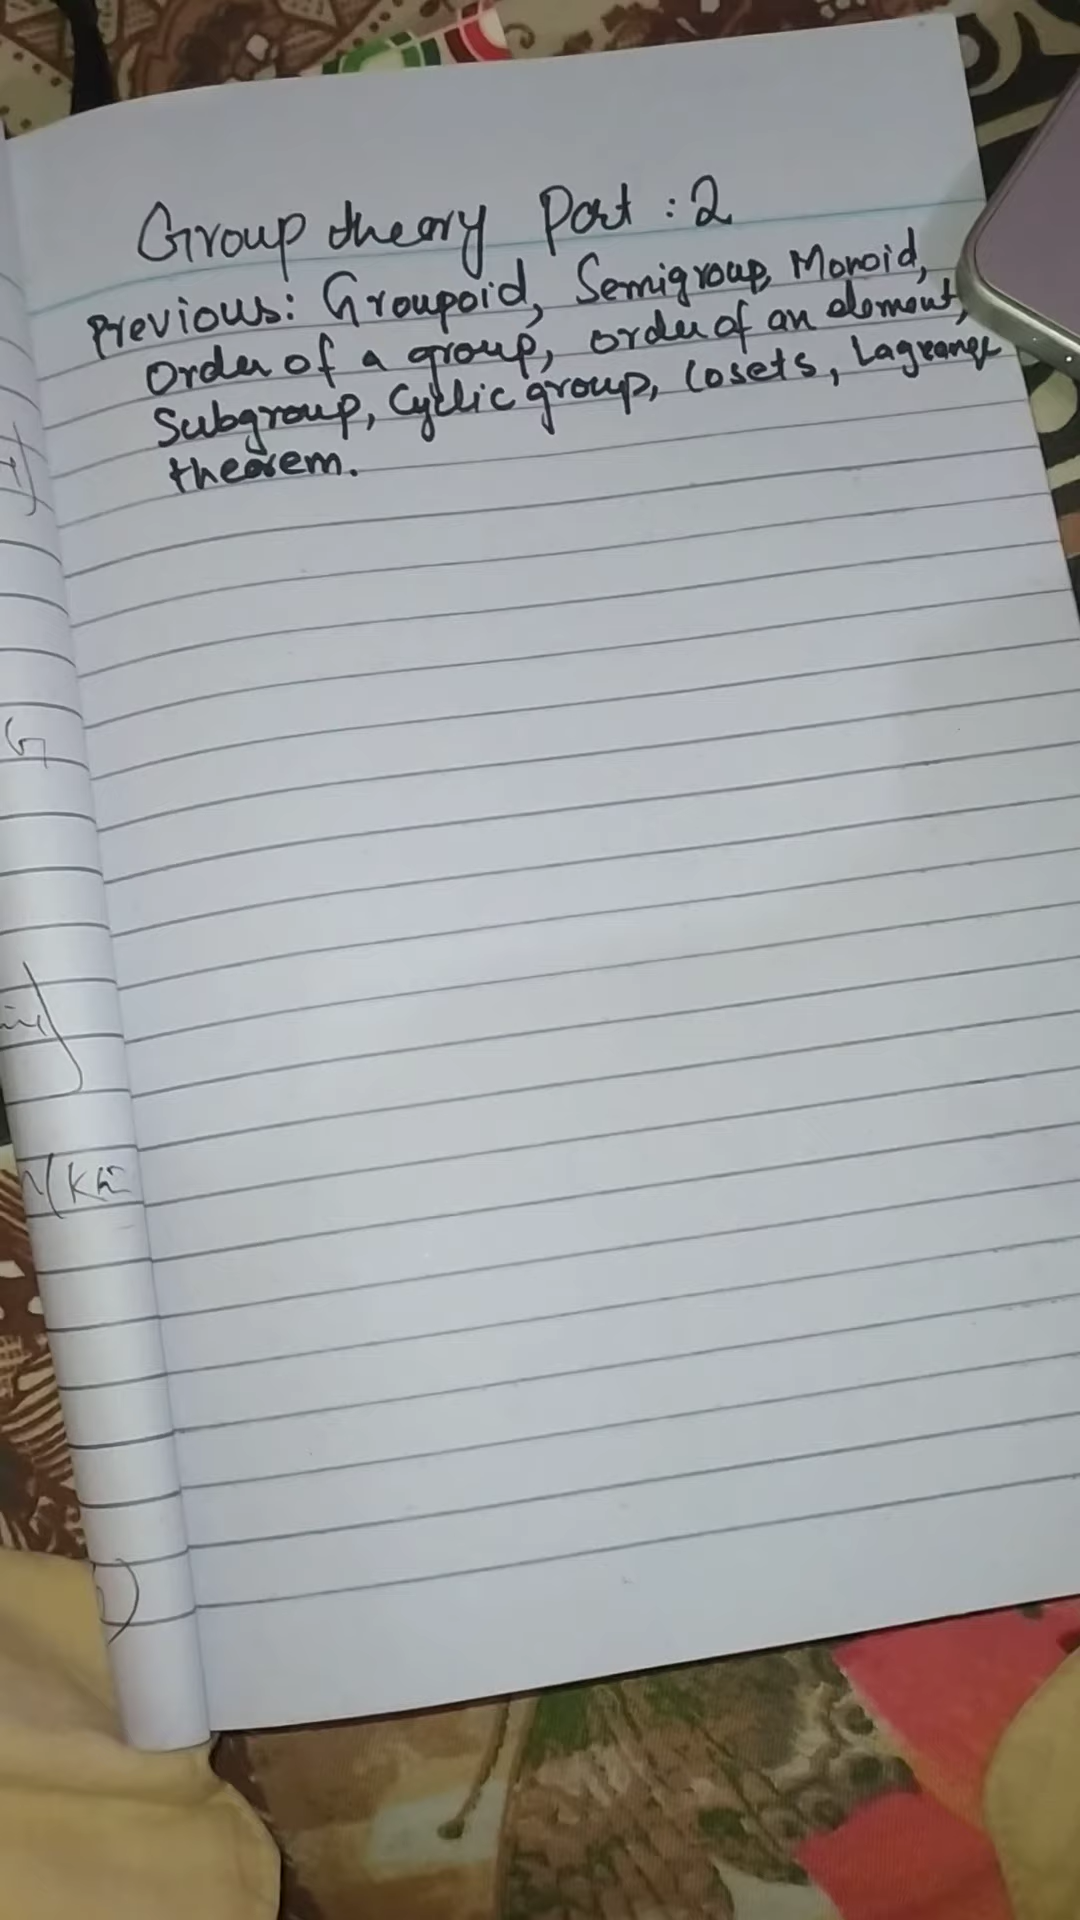 Group theory Part : 2
Previous: Groupoid, Semigroup, Monoid,
Order of a group, order of an element,
Subgroup, Cyclic group, Cosets, Lagrange
theorem.
G